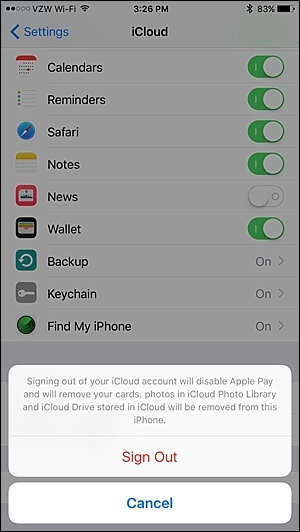 VZW Wi-Fi 3:26 PM 83%
Settings iCloud
Calendars
Reminders
Safari
Notes
News
Wallet
Backup On
Keychain On
Find My iPhone On
Signing out of your iCloud account will disable Apple Pay
and will remove your cards. photos in iCloud Photo Library
and iCloud Drive stored in iCloud will be removed from this
iPhone.
Sign Out
Cancel